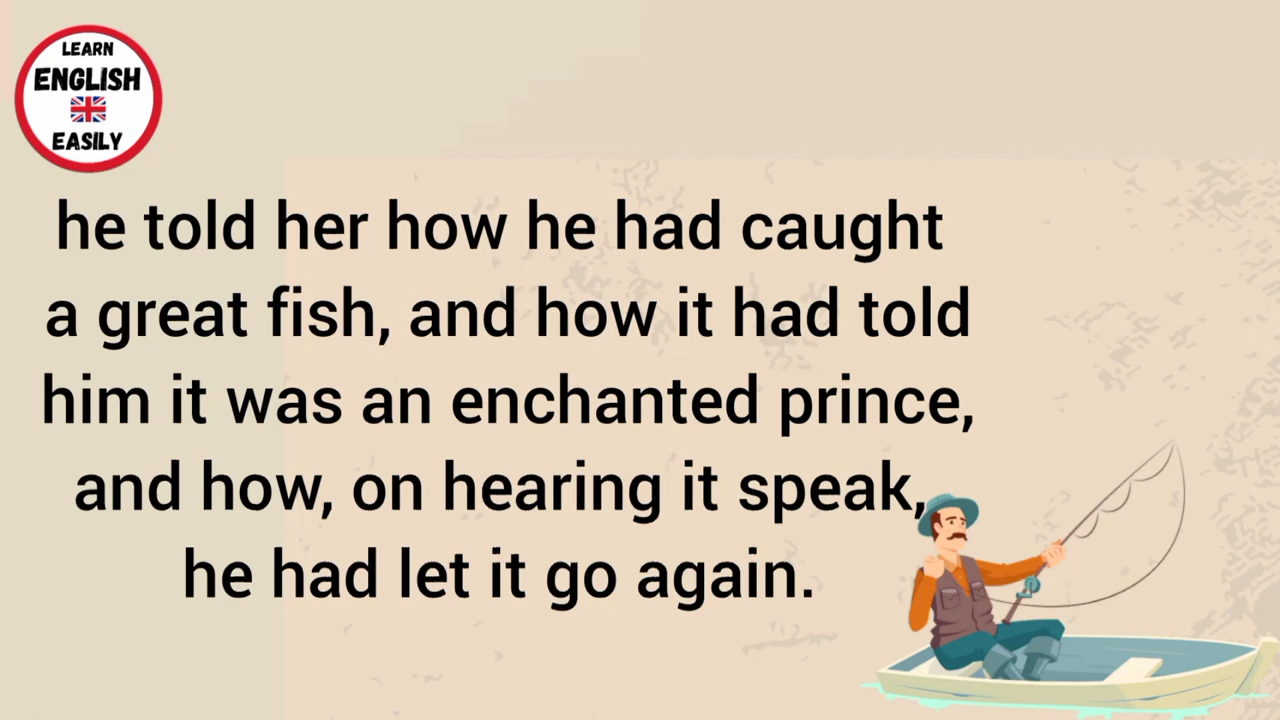 LEARN
ENGLISH
EASILY
he told her how he had caught
a great fish, and how it had told
him it was an enchanted prince,
and how, on hearing it speak,
he had let it go again.